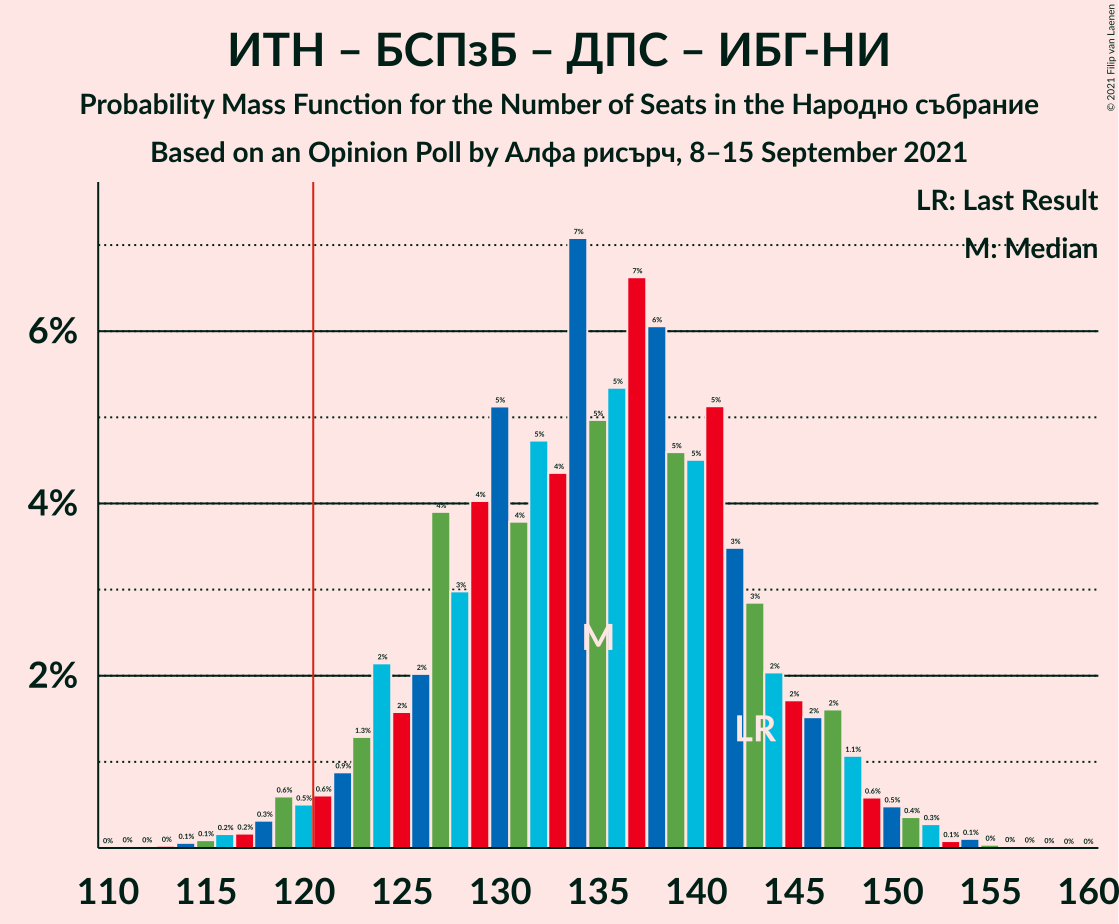 ИТН – БСПзБ – ДПС – ИБГ-НИ
Probability Mass Function for the Number of Seats in the Народно събрание
Based on an Opinion Poll by Алфа рисърч, 8–15 September 2021
© 2021 Filip van Laenen
LR: Last Result
M: Median
6%
4%
2%
0% 0% 0% 0% 0.1% 0.1% 0.2% 0.2% 0.3% 0.6% 0.5% 0.6% 0.9% 1.3% 2% 2% 2% 4% 3% 4% 5% 4% 5% 4% 7% 5% 5% 7% 6% 5% 5% 5% 3% 3% 2% 2% 2% 2% 1.1% 0.6% 0.5% 0.4% 0.3% 0.1% 0.1% 0% 0% 0% 0% 0% 0%
M
LR
110 115 120 125 130 135 140 145 150 155 160